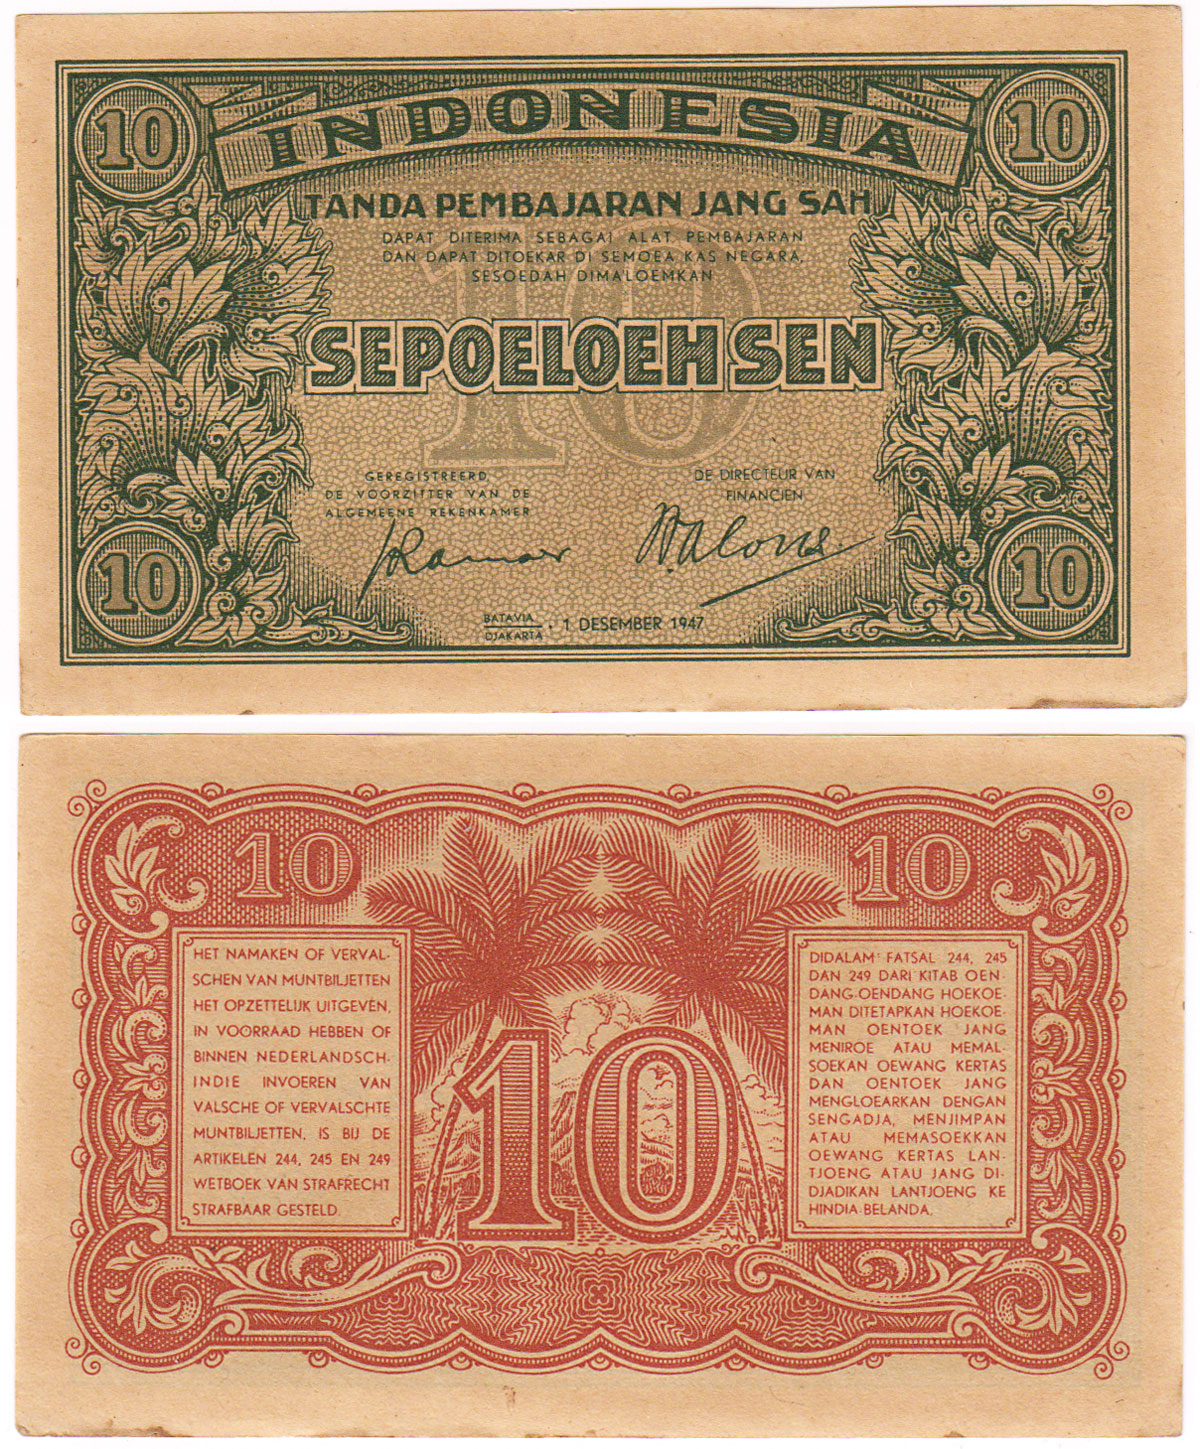 10
10
INDONESIA
TANDA PEMBAJARAN JANG SAH
DAPAT DITERIMA SEBAGAI ALAT PEMBAJARAN
DAN DAPAT DITOEKAR DI SEMOEA KAS NEGARA,
SESOEDAH DIMALOEMKAN
10
SEPOELOEH SEN
GEREGISTREERD,
DE VOORZITTER VAN DE
ALGEMEENE REKENKAMER
DE DIRECTEUR VAN
FINANCIEN
10
10
BATAVIA
DJAKARTA
, 1 DESEMBER 1947
10
10
HET NAMAKEN OF VERVAL-
SCHEN VAN MUNTBILJETTEN
HET OPZETTELIJK UITGEVEN,
IN VOORRAAD HEBBEN OF
BINNEN NEDERLANDSCH-
INDIE INVOEREN VAN
VALSCHE OF VERVALSCHTE
MUNTBILJETTEN, IS BIJ DE
ARTIKELEN 244, 245 EN 249
WETBOEK VAN STRAFRECHT
STRAFBAAR GESTELD.
10
DIDALAM FATSAL 244, 245
DAN 249 DARI KITAB OEN-
DANG-OENDANG HOEKOE-
MAN DITETAPKAN HOEKOE-
MAN OENTOEK JANG
MENIROE ATAU MEMAL-
SOEKAN OEWANG KERTAS
DAN OENTOEK JANG
MENGLOEARKAN DENGAN
SENGADJA, MENJIMPAN
ATAU MEMASOEKKAN
OEWANG KERTAS LAN-
TJOENG ATAU JANG DI-
DJADIKAN LANTJOENG KE
HINDIA BELANDA.